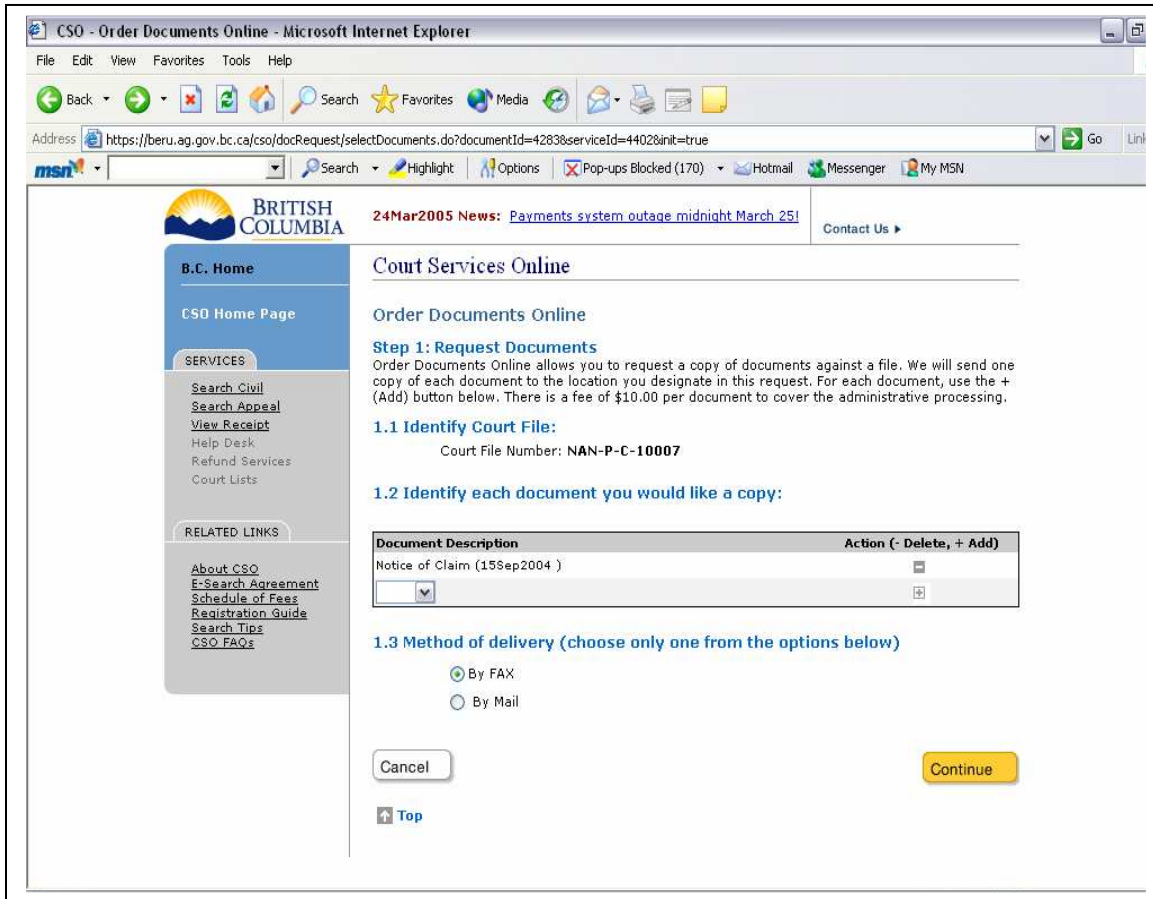 CSO - Order Documents Online - Microsoft Internet Explorer
File Edit View Favorites Tools Help
Back Search Favorites Media
Address https://beru.ag.gov.bc.ca/cso/docRequest/selectDocuments.do?documentId=4283&serviceId=4402&init=true Go
msn Search Highlight Options Pop-ups Blocked (170) Hotmail Messenger My MSN
BRITISH
COLUMBIA
24Mar2005 News: Payments system outage midnight March 25!
Contact Us
B.C. Home
CSO Home Page
SERVICES
Search Civil
Search Appeal
View Receipt
Help Desk
Refund Services
Court Lists
RELATED LINKS
About CSO
E-Search Agreement
Schedule of Fees
Registration Guide
Search Tips
CSO FAQs
Court Services Online
Order Documents Online
Step 1: Request Documents
Order Documents Online allows you to request a copy of documents against a file. We will send one
copy of each document to the location you designate in this request. For each document, use the +
(Add) button below. There is a fee of $10.00 per document to cover the administrative processing.
1.1 Identify Court File:
Court File Number: NAN-P-C-10007
1.2 Identify each document you would like a copy:
Document Description Action (- Delete, + Add)
Notice of Claim (15Sep2004 )
1.3 Method of delivery (choose only one from the options below)
By FAX
By Mail
Cancel Continue
Top